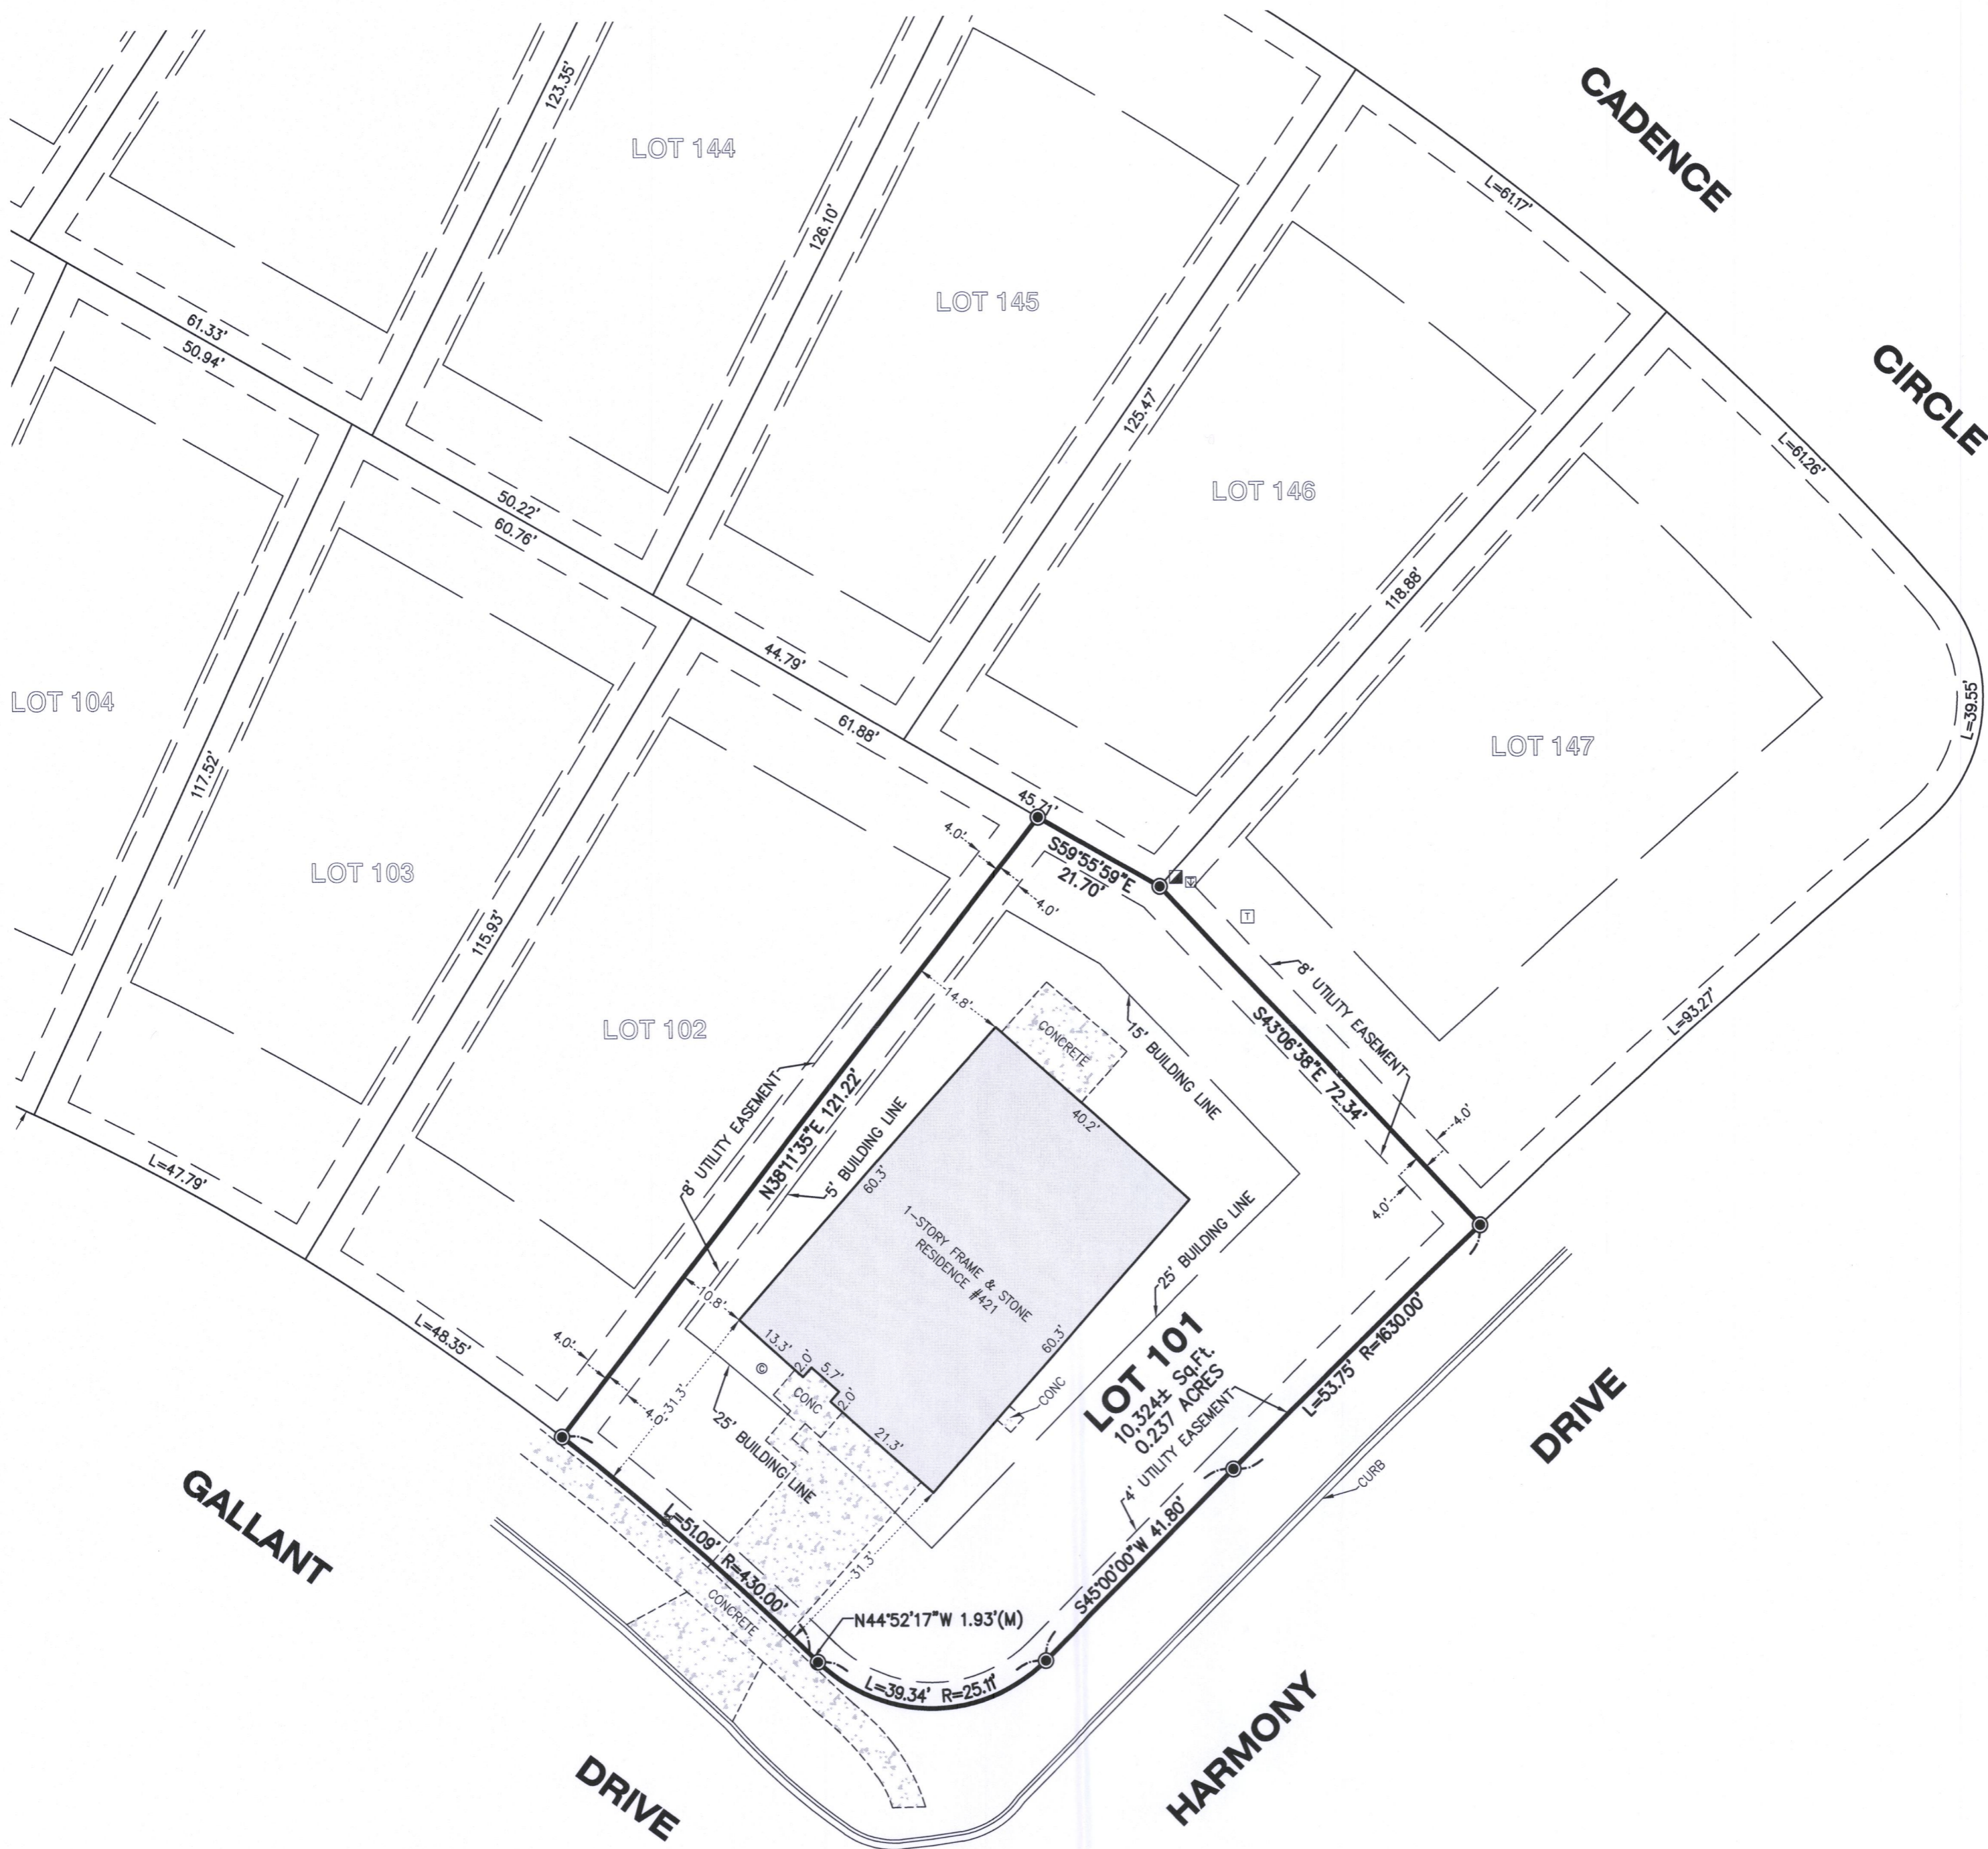 CADENCE
CIRCLE
123.35'
LOT 144
L=61.17'
126.10'
LOT 145
61.33'
50.94'
125.47'
L=61.26'
50.22'
60.76'
LOT 146
118.88'
44.79'
61.88'
LOT 104
L=39.55'
LOT 147
117.52'
45.71'
4.0'
S59°55'59"E
21.70'
4.0'
T
LOT 103
115.93'
14.8'
8' UTILITY EASEMENT
LOT 102
CONCRETE
15' BUILDING LINE
S43°06'38"E 72.34'
L=93.27'
8' UTILITY EASEMENT
N38°11'35"E 121.22'
5' BUILDING LINE
40.2'
4.0'
4.0'
60.3'
L=47.79'
1-STORY FRAME & STONE
RESIDENCE #421
25' BUILDING LINE
10.8'
L=48.35'
4.0'
13.3'
2.0'
5.7'
2.0'
©
CONC
60.3'
31.3'
4.0'
25' BUILDING LINE
21.3'
CONC
LOT 101
10,324± Sq.Ft.
0.237 ACRES
4' UTILITY EASEMENT
L=53.75' R=1630.00'
DRIVE
CURB
GALLANT
L=51.09' R=430.00'
31.3'
S45°00'00"W 41.80'
CONCRETE
N44°52'17"W 1.93'(M)
L=39.34' R=25.11'
HARMONY
DRIVE